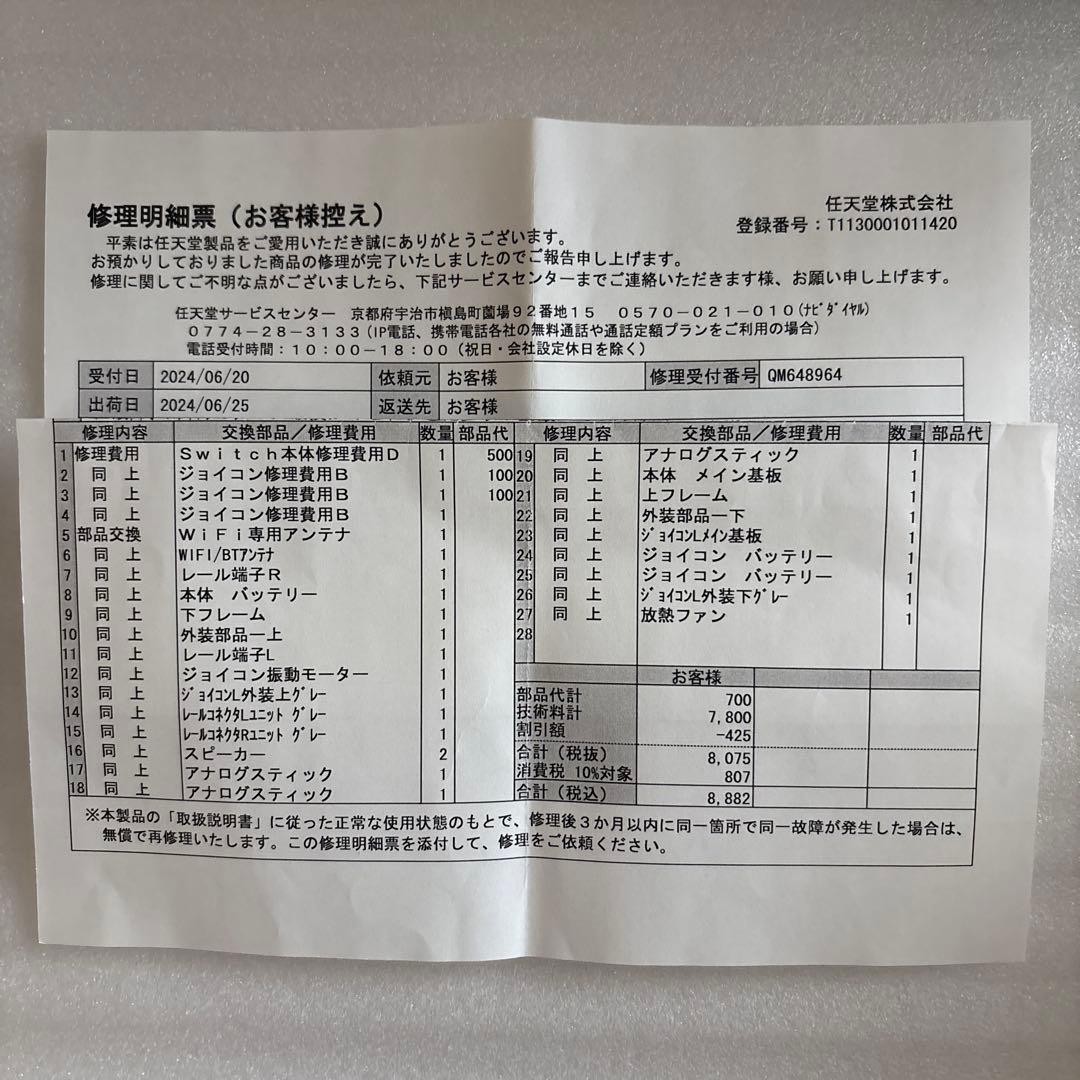 修理明細票（お客様控え）
任天堂株式会社
登録番号：T1130001011420
平素は任天堂製品をご愛用いただき誠にありがとうございます。
お預かりしておりました商品の修理が完了いたしましたのでご報告申し上げます。
修理に関してご不明な点がございましたら、下記サービスセンターまでご連絡いただきます様、お願い申し上げます。
任天堂サービスセンター　京都府宇治市槇島町薗場９２番地１５　０５７０－０２１－０１０(ﾅﾋﾞﾀﾞｲﾔﾙ)
０７７４－２８－３１３３(IP電話、携帯電話各社の無料通話や通話定額プランをご利用の場合)
電話受付時間：１０：００－１８：００（祝日・会社設定休日を除く）
受付日 2024/06/20 依頼元 お客様 修理受付番号 QM648964
出荷日 2024/06/25 返送先 お客様
修理内容 交換部品／修理費用 数量 部品代 修理内容 交換部品／修理費用 数量 部品代
1 修理費用 Ｓｗｉｔｃｈ本体修理費用Ｄ 1 500 19 同　上 アナログスティック 1
2 同　上 ジョイコン修理費用Ｂ 1 100 20 同　上 本体　メイン基板 1
3 同　上 ジョイコン修理費用Ｂ 1 100 21 同　上 上フレーム 1
4 同　上 ジョイコン修理費用Ｂ 1 22 同　上 外装部品－下 1
5 部品交換 ＷｉＦｉ専用アンテナ 1 23 同　上 ｼﾞｮｲｺﾝLﾒｲﾝ基板 1
6 同　上 WIFI/BTｱﾝﾃﾅ 1 24 同　上 ジョイコン　バッテリー 1
7 同　上 レール端子Ｒ 1 25 同　上 ジョイコン　バッテリー 1
8 同　上 本体　バッテリー 1 26 同　上 ｼﾞｮｲｺﾝL外装下ｸﾞﾚｰ 1
9 同　上 下フレーム 1 27 同　上 放熱ファン 1
10 同　上 外装部品－上 1 28
11 同　上 レール端子Ｌ 1
12 同　上 ジョイコン振動モーター 1
13 同　上 ｼﾞｮｲｺﾝL外装上ｸﾞﾚｰ 1
14 同　上 ﾚｰﾙｺﾈｸﾀLﾕﾆｯﾄ ｸﾞﾚｰ 1
15 同　上 ﾚｰﾙｺﾈｸﾀRﾕﾆｯﾄ ｸﾞﾚｰ 1
16 同　上 スピーカー 2
17 同　上 アナログスティック 1
18 同　上 アナログスティック 1
お客様
部品代計 700
技術料計 7,800
割引額 -425
合計（税抜） 8,075
消費税 10%対象 807
合計（税込） 8,882
※本製品の「取扱説明書」に従った正常な使用状態のもとで、修理後３か月以内に同一箇所で同一故障が発生した場合は、
無償で再修理いたします。この修理明細票を添付して、修理をご依頼ください。